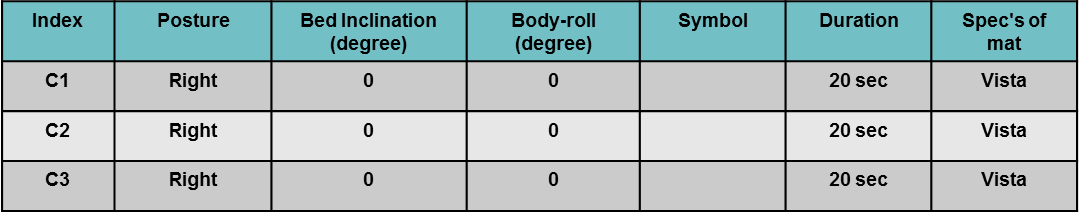 Index Posture Bed Inclination (degree) Body-roll (degree) Symbol Duration Spec's of mat
C1 Right 0 0 20 sec Vista
C2 Right 0 0 20 sec Vista
C3 Right 0 0 20 sec Vista